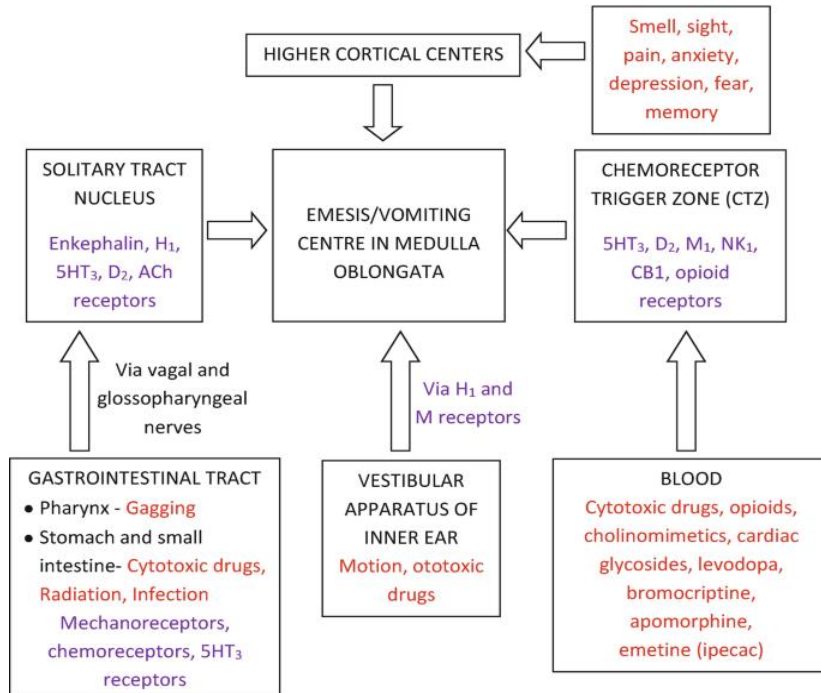 HIGHER CORTICAL CENTERS
Smell, sight,
pain, anxiety,
depression, fear,
memory
SOLITARY TRACT
NUCLEUS
Enkephalin, H₁,
5HT₃, D₂, ACh
receptors
EMESIS/VOMITING
CENTRE IN MEDULLA
OBLONGATA
CHEMORECEPTOR
TRIGGER ZONE (CTZ)
5HT₃, D₂, M₁, NK₁,
CB1, opioid
receptors
Via vagal and
glossopharyngeal
nerves
Via H₁ and
M receptors
GASTROINTESTINAL TRACT
● Pharynx - Gagging
● Stomach and small
intestine- Cytotoxic drugs,
Radiation, Infection
Mechanoreceptors,
chemoreceptors, 5HT₃
receptors
VESTIBULAR
APPARATUS OF
INNER EAR
Motion, ototoxic
drugs
BLOOD
Cytotoxic drugs, opioids,
cholinomimetics, cardiac
glycosides, levodopa,
bromocriptine,
apomorphine,
emetine (ipecac)